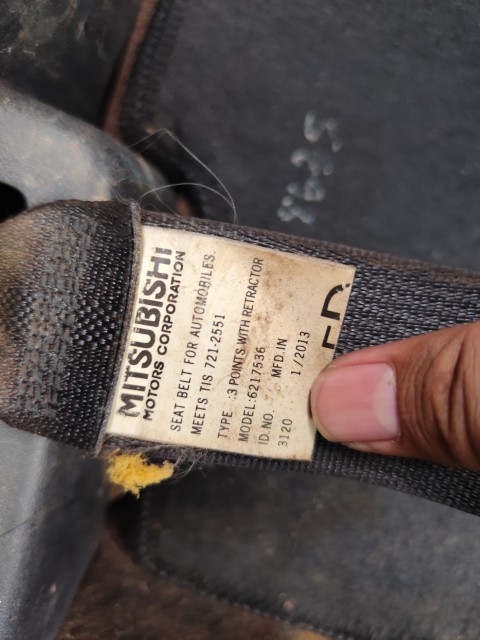 MITSUBISHI
MOTORS CORPORATION
SEAT BELT FOR AUTOMOBILES.
MEETS TIS 721-2551
TYPE :3 POINTS WITH RETRACTOR
MODEL:6217536
ID.NO. MFD.IN
3120 1/2013